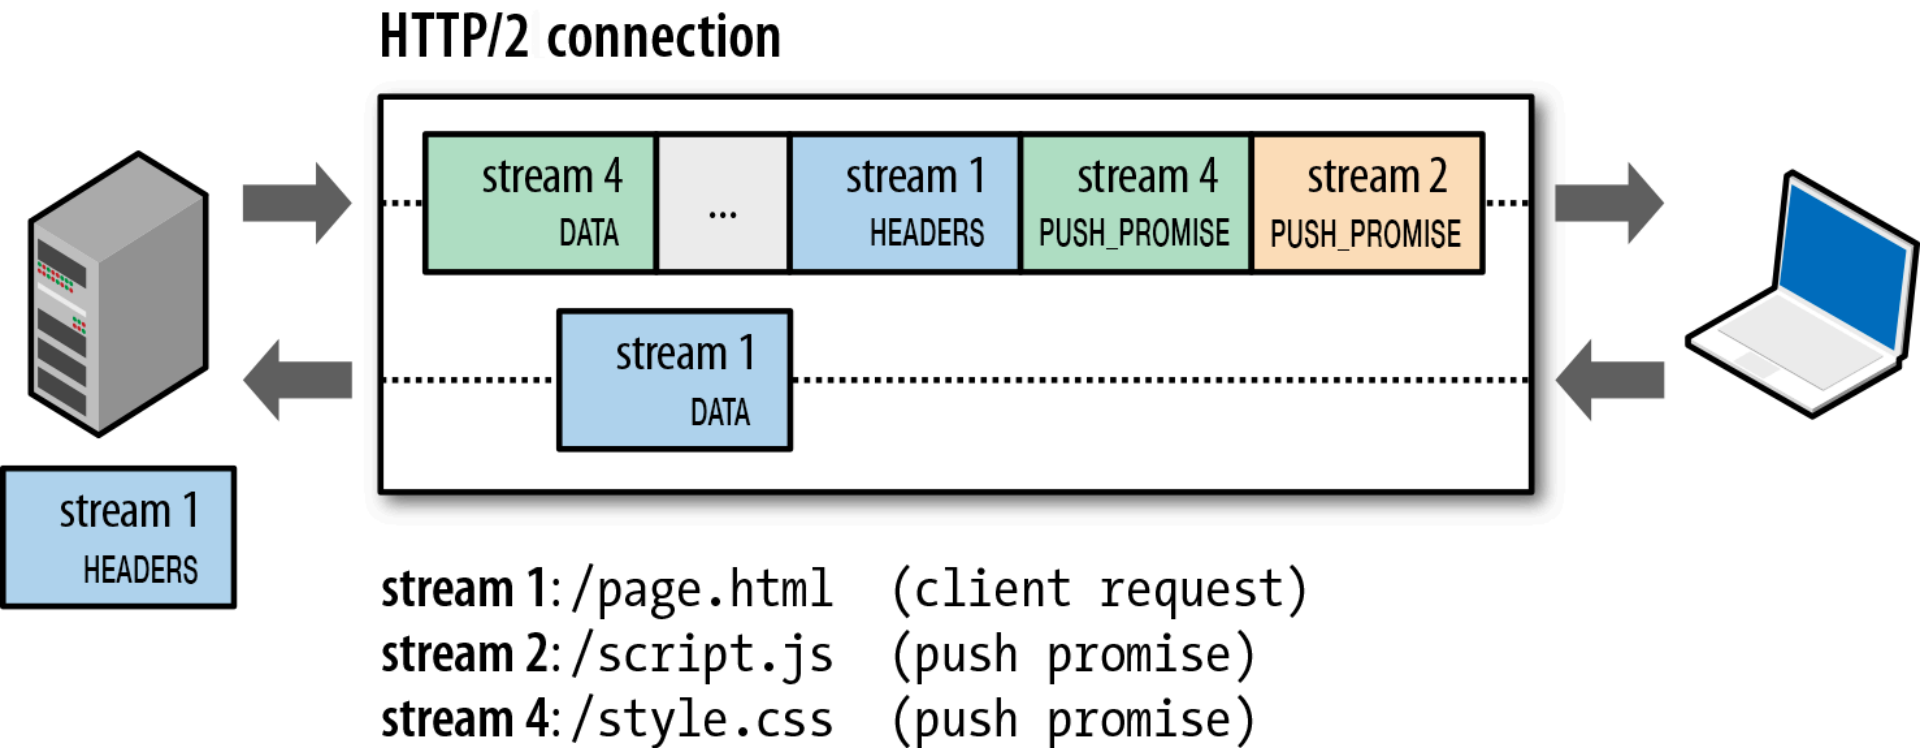 HTTP/2 connection
stream 4
DATA
...
stream 1
HEADERS
stream 4
PUSH_PROMISE
stream 2
PUSH_PROMISE
stream 1
DATA
stream 1
HEADERS
stream 1: /page.html (client request)
stream 2: /script.js (push promise)
stream 4: /style.css (push promise)